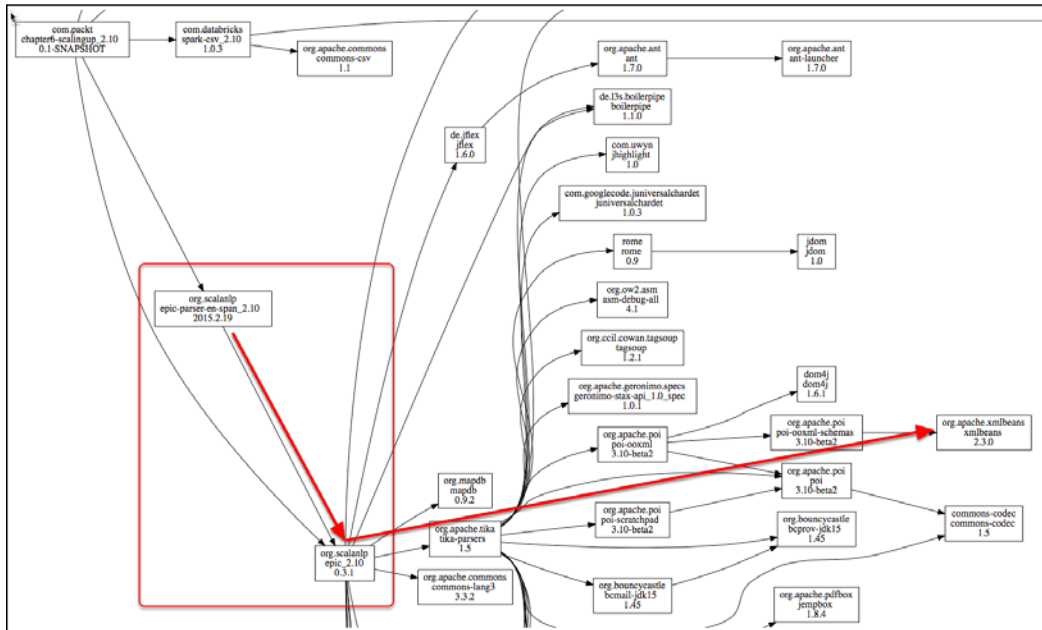 com.packt
chapter6-scalingup_2.10
0.1-SNAPSHOT
com.databricks
spark-csv_2.10
1.0.3
org.apache.commons
commons-csv
1.1
org.apache.ant
ant
1.7.0
org.apache.ant
ant-launcher
1.7.0
de.l3s.boilerpipe
boilerpipe
1.1.0
de.jflex
jflex
1.6.0
com.uwyn
jhighlight
1.0
com.googlecode.juniversalchardet
juniversalchardet
1.0.3
rome
rome
0.9
jdom
jdom
1.0
org.scalanlp
epic-parser-en-span_2.10
2015.2.19
org.ow2.asm
asm-debug-all
4.1
org.ccil.cowan.tagsoup
tagsoup
1.2.1
org.apache.geronimo.specs
geronimo-stax-api_1.0_spec
1.0.1
dom4j
dom4j
1.6.1
org.apache.poi
poi-ooxml
3.10-beta2
org.apache.poi
poi-ooxml-schemas
3.10-beta2
org.apache.xmlbeans
xmlbeans
2.3.0
org.mapdb
mapdb
0.9.2
org.apache.poi
poi
3.10-beta2
org.apache.tika
tika-parsers
1.5
org.apache.poi
poi-scratchpad
3.10-beta2
org.bouncycastle
bcprov-jdk15
1.45
commons-codec
commons-codec
1.5
org.scalanlp
epic_2.10
0.3.1
org.apache.commons
commons-lang3
3.3.2
org.bouncycastle
bcmail-jdk15
1.45
org.apache.pdfbox
jempbox
1.8.4